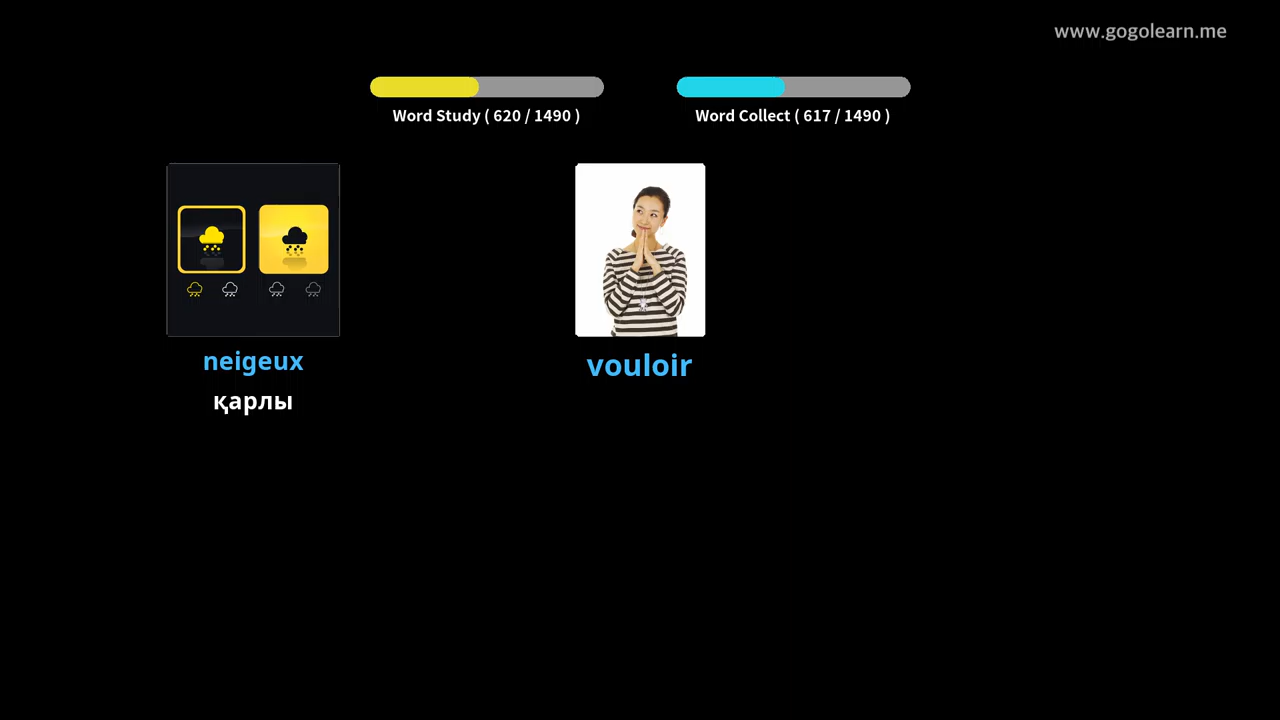 www.gogolearn.me
Word Study ( 620 / 1490 )
Word Collect ( 617 / 1490 )
neigeux
қарлы
vouloir